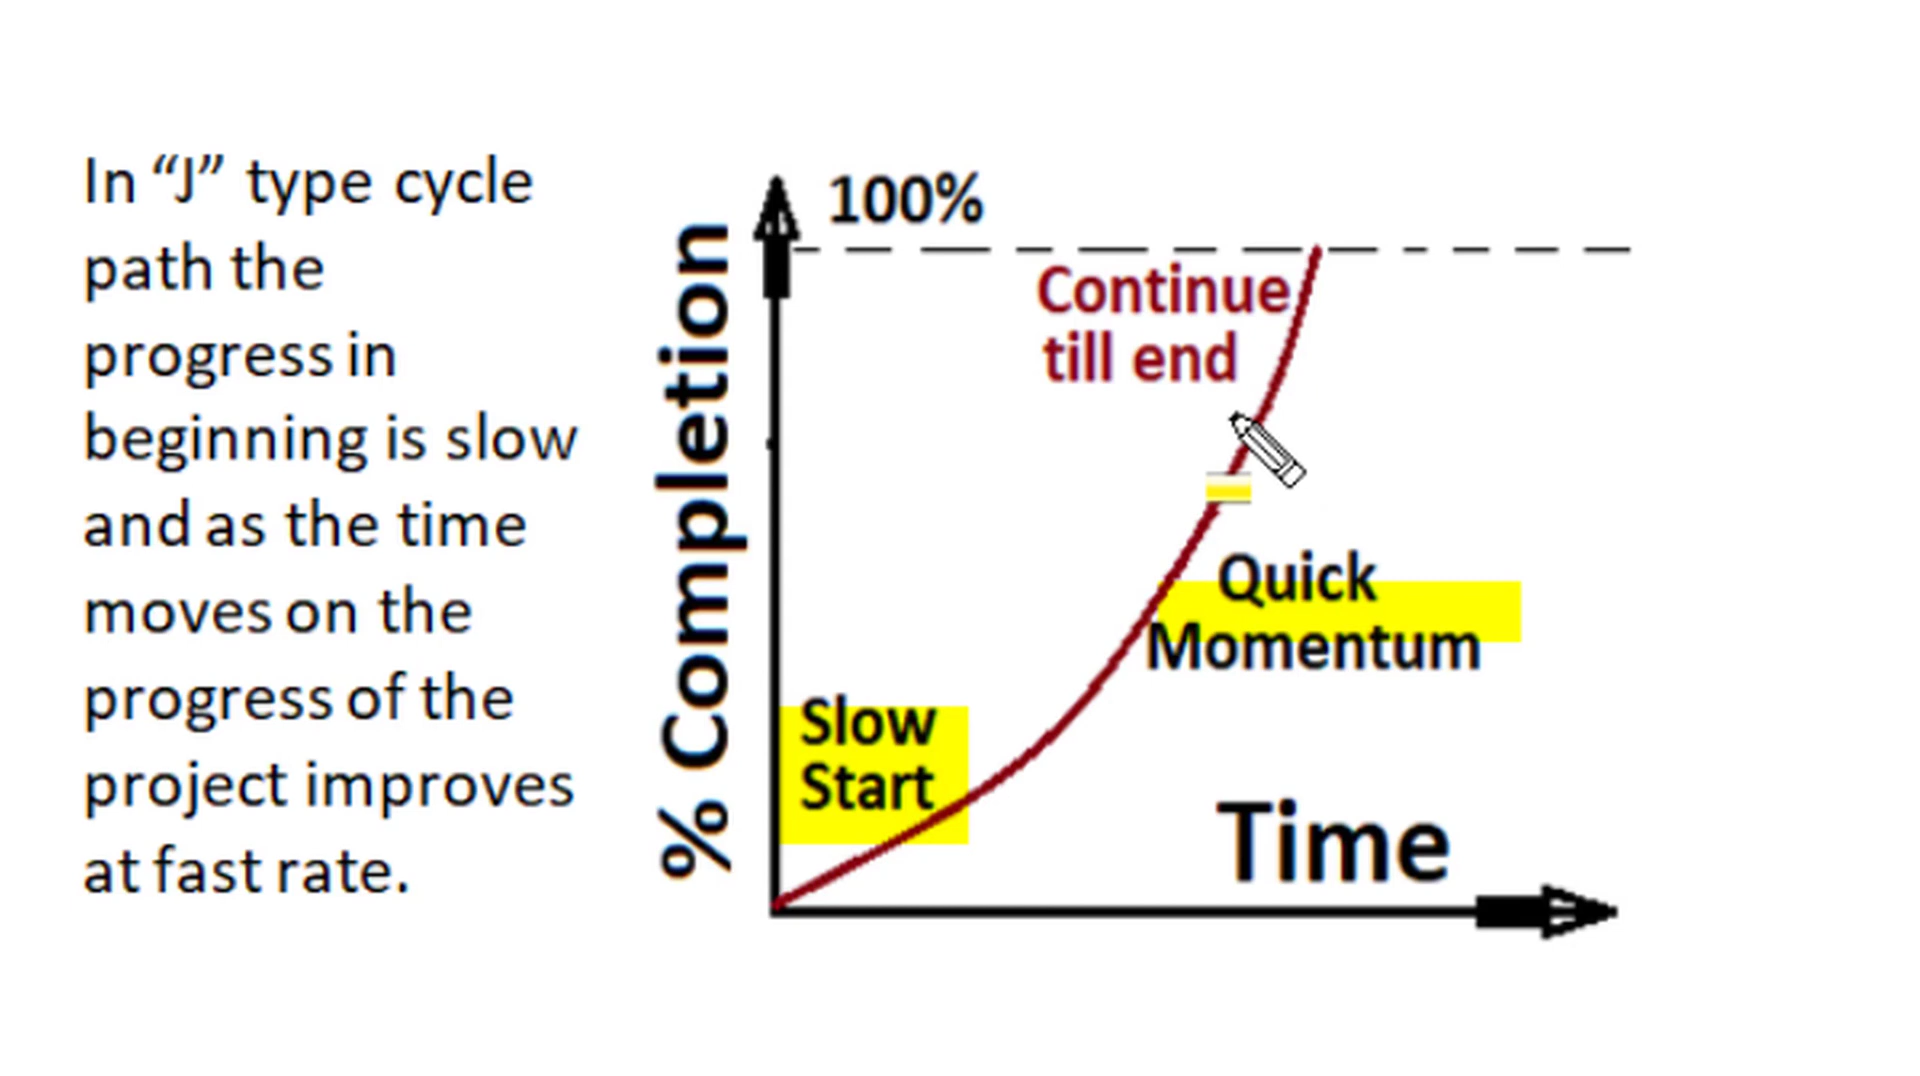 In “J” type cycle
path the
progress in
beginning is slow
and as the time
moves on the
progress of the
project improves
at fast rate.
100%
% Completion
Continue
till end
Quick
Momentum
Slow
Start
Time